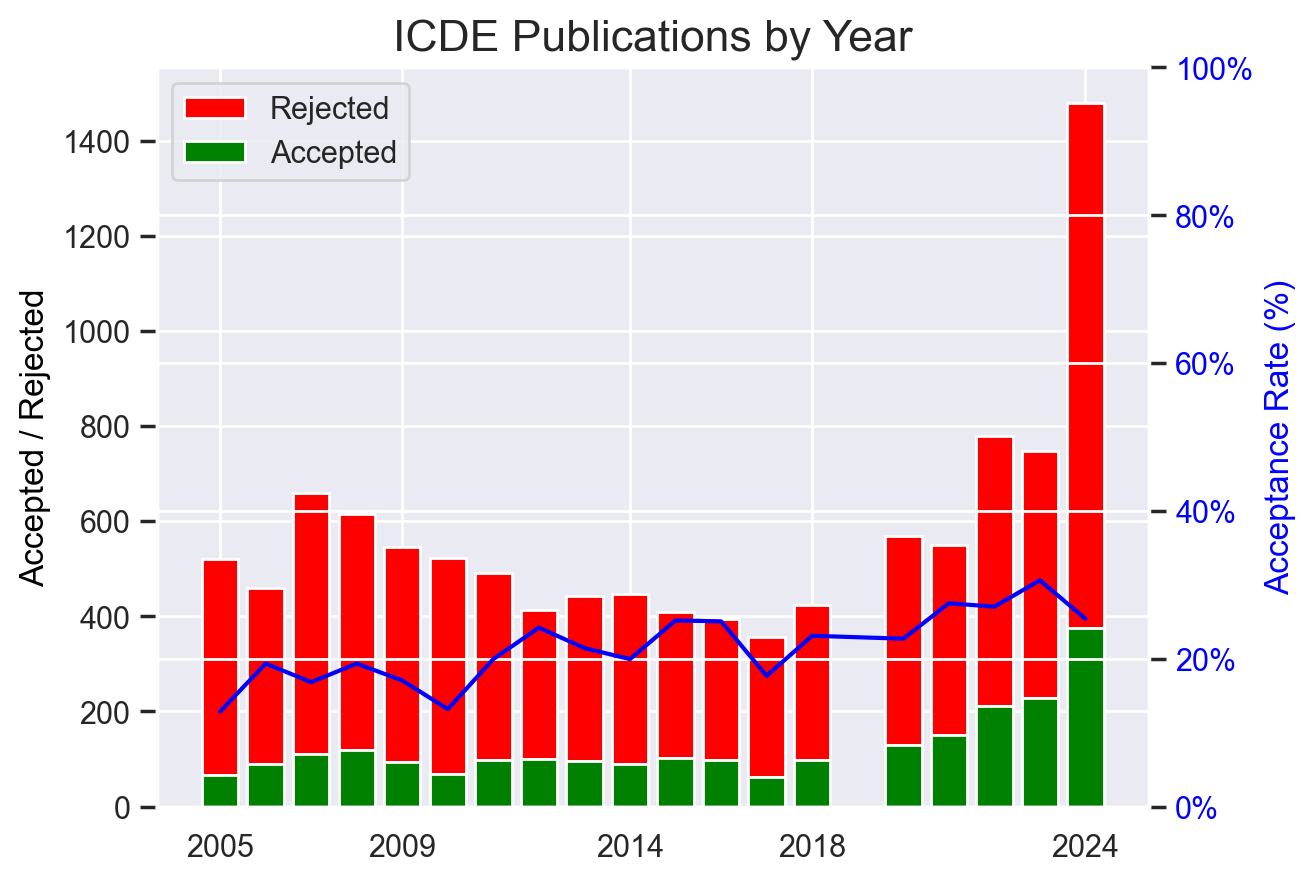 ICDE Publications by Year
Rejected
Accepted
Accepted / Rejected
1400
1200
1000
800
600
400
200
0
100%
80%
60%
40%
20%
0%
Acceptance Rate (%)
2005 2009 2014 2018 2024